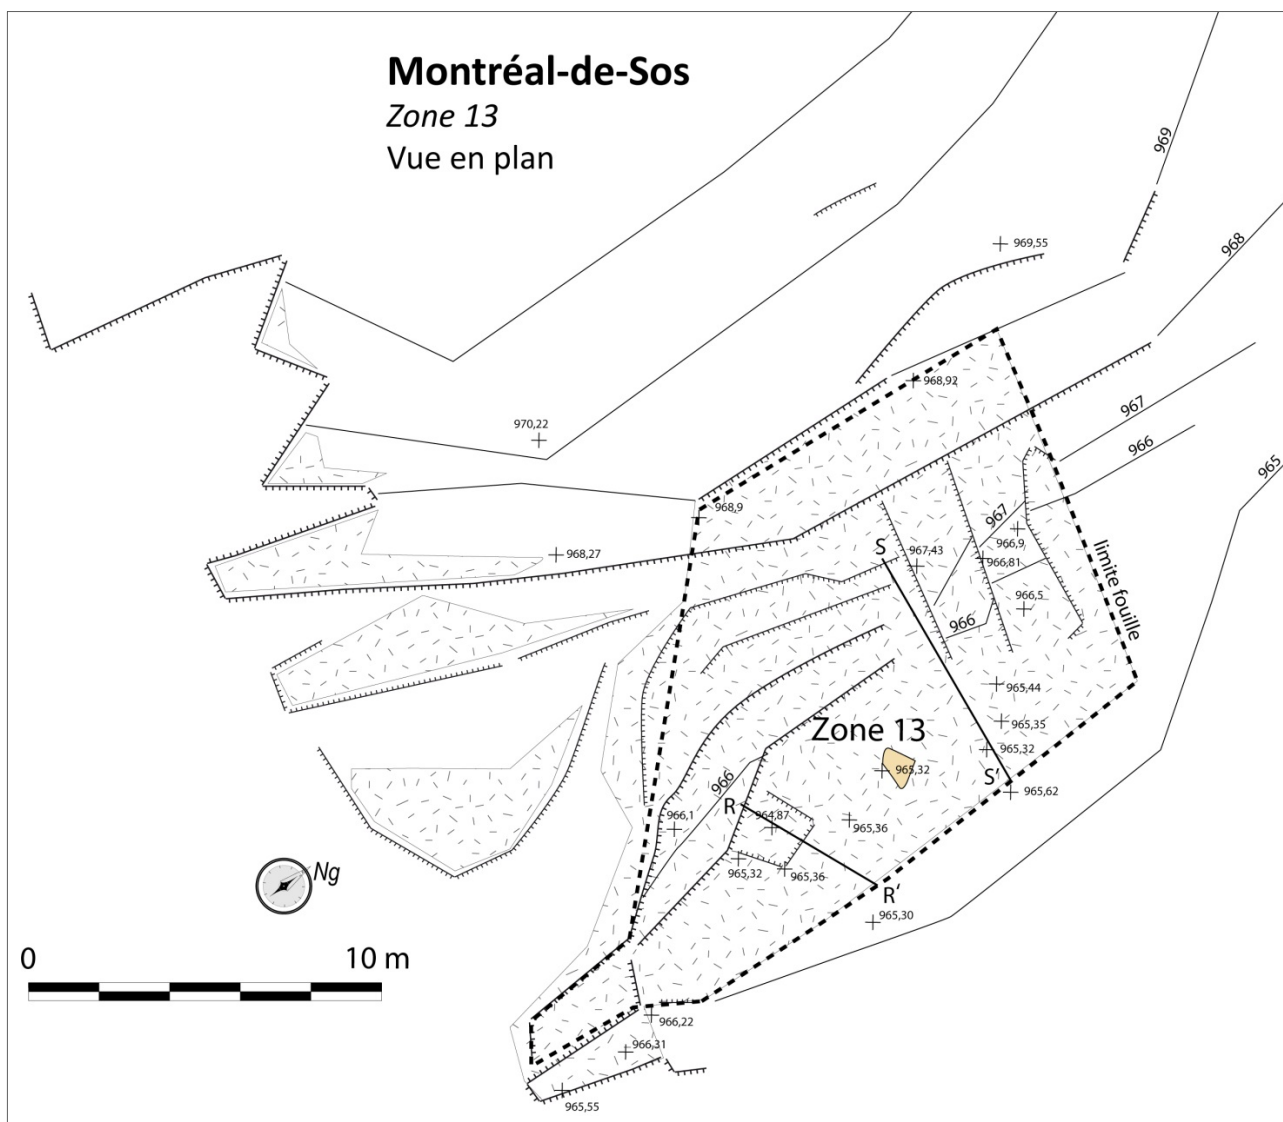 Montréal-de-Sos
Zone 13
Vue en plan
969
968
969,55
968,92
967
966
965
970,22
968,9
968,27
S
967,43
967
966,9
966,81
966,5
966
limite fouille
965,44
965,35
965,32
S'
965,62
Zone 13
965,32
966
R
964,87
966,1
965,36
965,32
965,36
R'
965,30
Ng
0
10 m
966,22
966,31
965,55